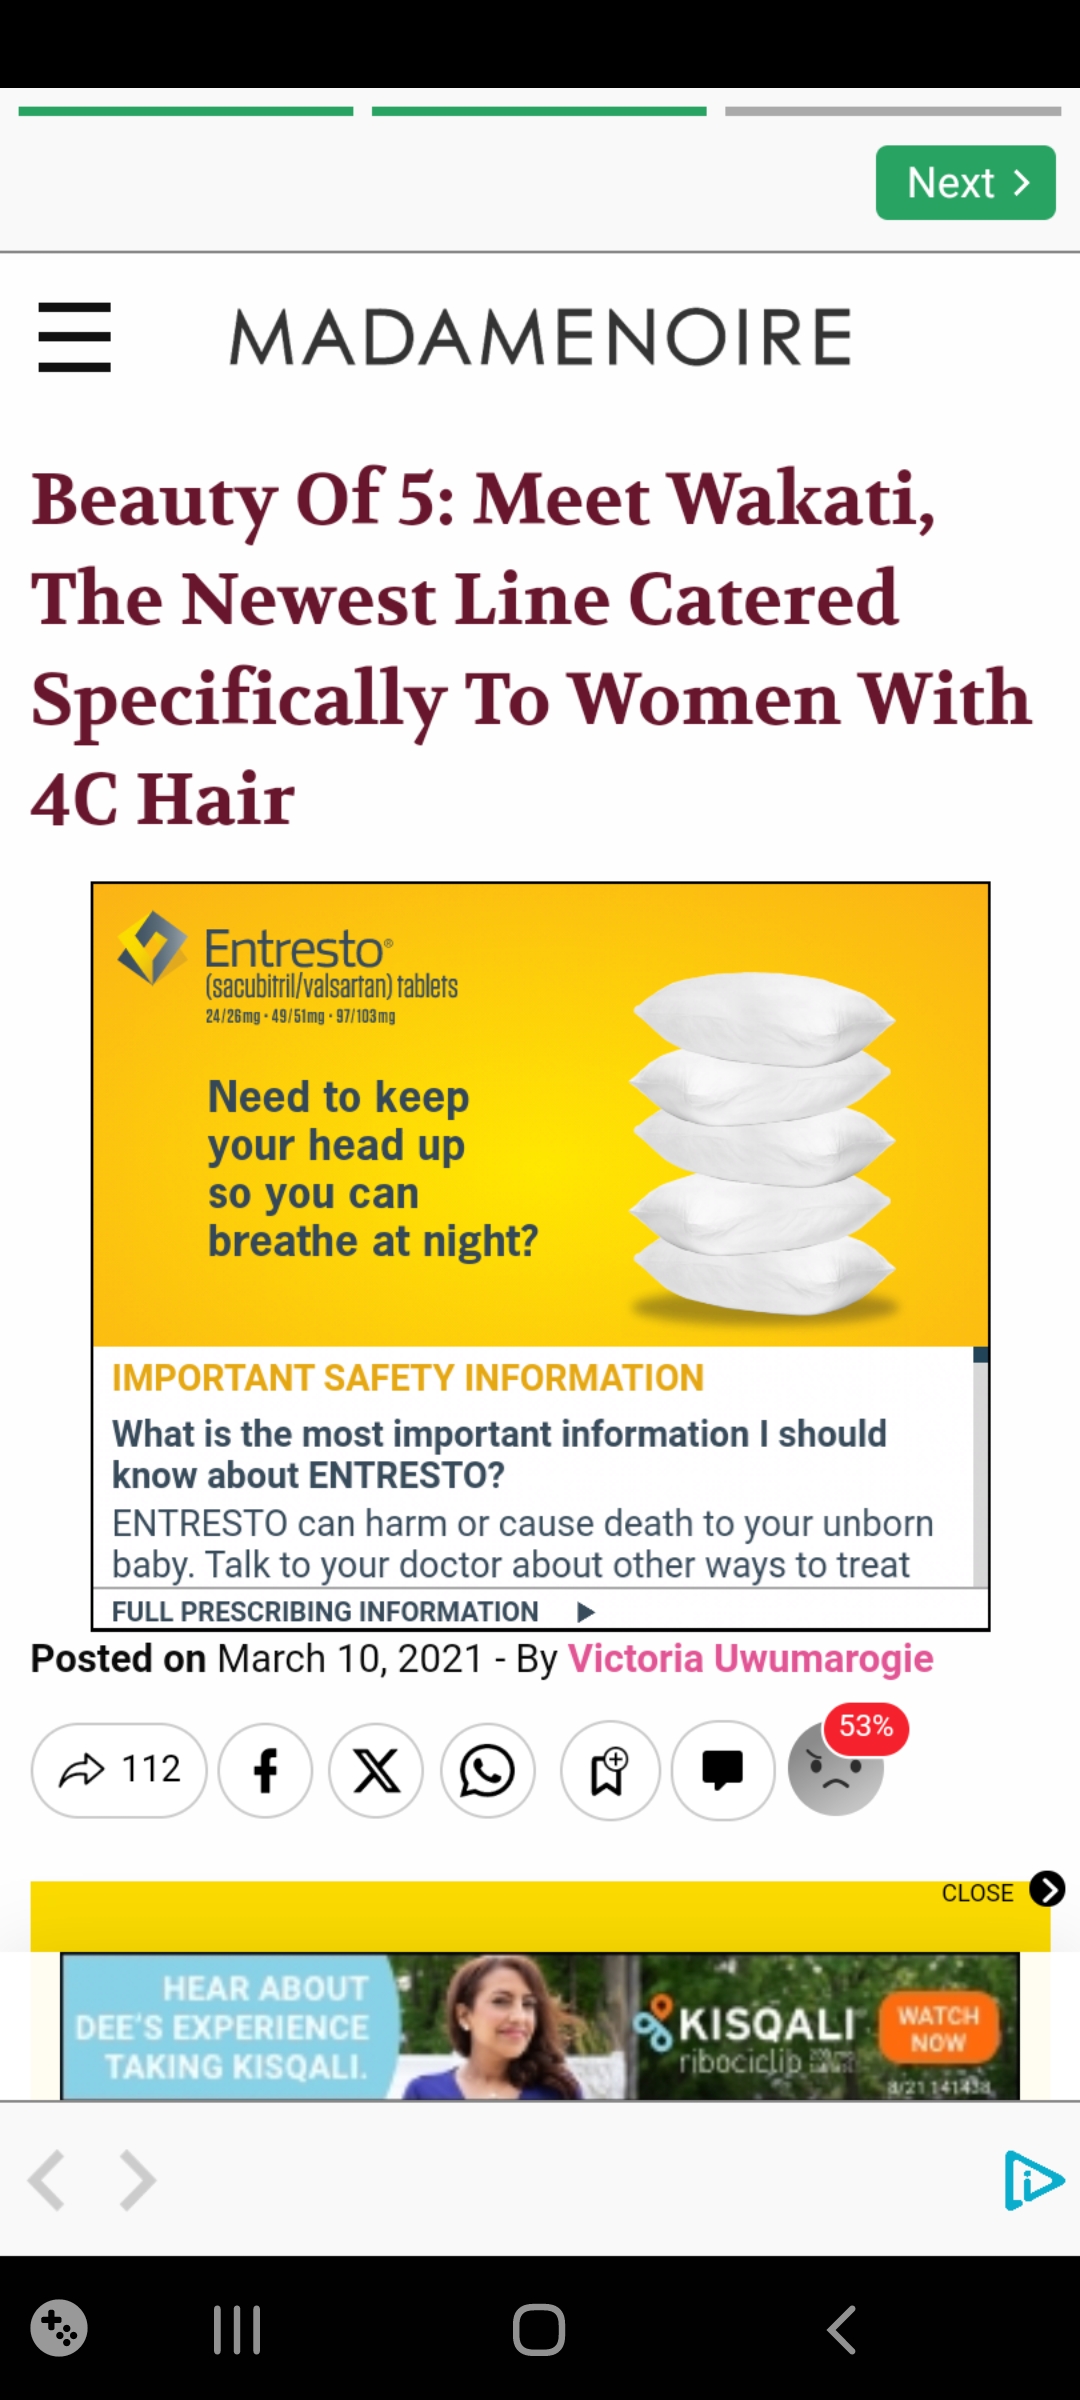 Next
MADAMENOIRE
Beauty Of 5: Meet Wakati,
The Newest Line Catered
Specifically To Women With
4C Hair
Entresto®
(sacubitril/valsartan) tablets
24/26mg · 49/51mg · 97/103mg
Need to keep
your head up
so you can
breathe at night?
IMPORTANT SAFETY INFORMATION
What is the most important information I should
know about ENTRESTO?
ENTRESTO can harm or cause death to your unborn
baby. Talk to your doctor about other ways to treat
FULL PRESCRIBING INFORMATION
Posted on March 10, 2021 - By Victoria Uwumarogie
112
53%
CLOSE
HEAR ABOUT
DEE'S EXPERIENCE
TAKING KISQALI.
KISQALI
ribociclib
WATCH
NOW
8/21 141438